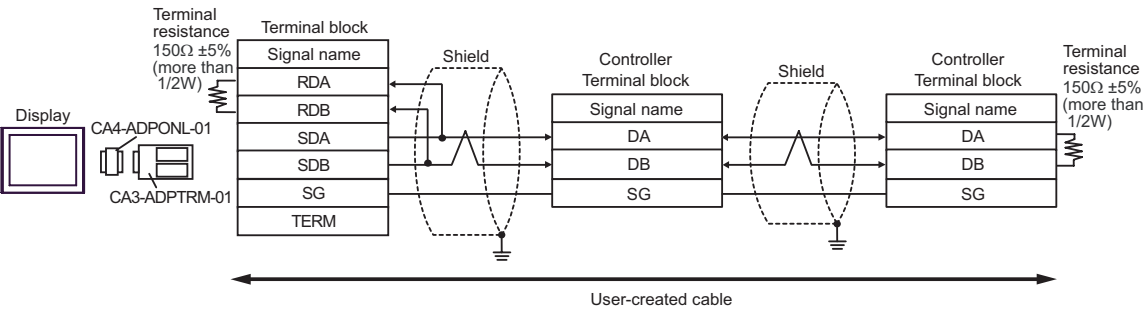 Terminal
resistance
150Ω ±5%
(more than
1/2W)
Display
CA4-ADPONL-01
CA3-ADPTRM-01
Terminal block
Signal name
RDA
RDB
SDA
SDB
SG
TERM
Shield
Controller
Terminal block
Signal name
DA
DB
SG
Shield
Controller
Terminal block
Signal name
DA
DB
SG
Terminal
resistance
150Ω ±5%
(more than
1/2W)
User-created cable